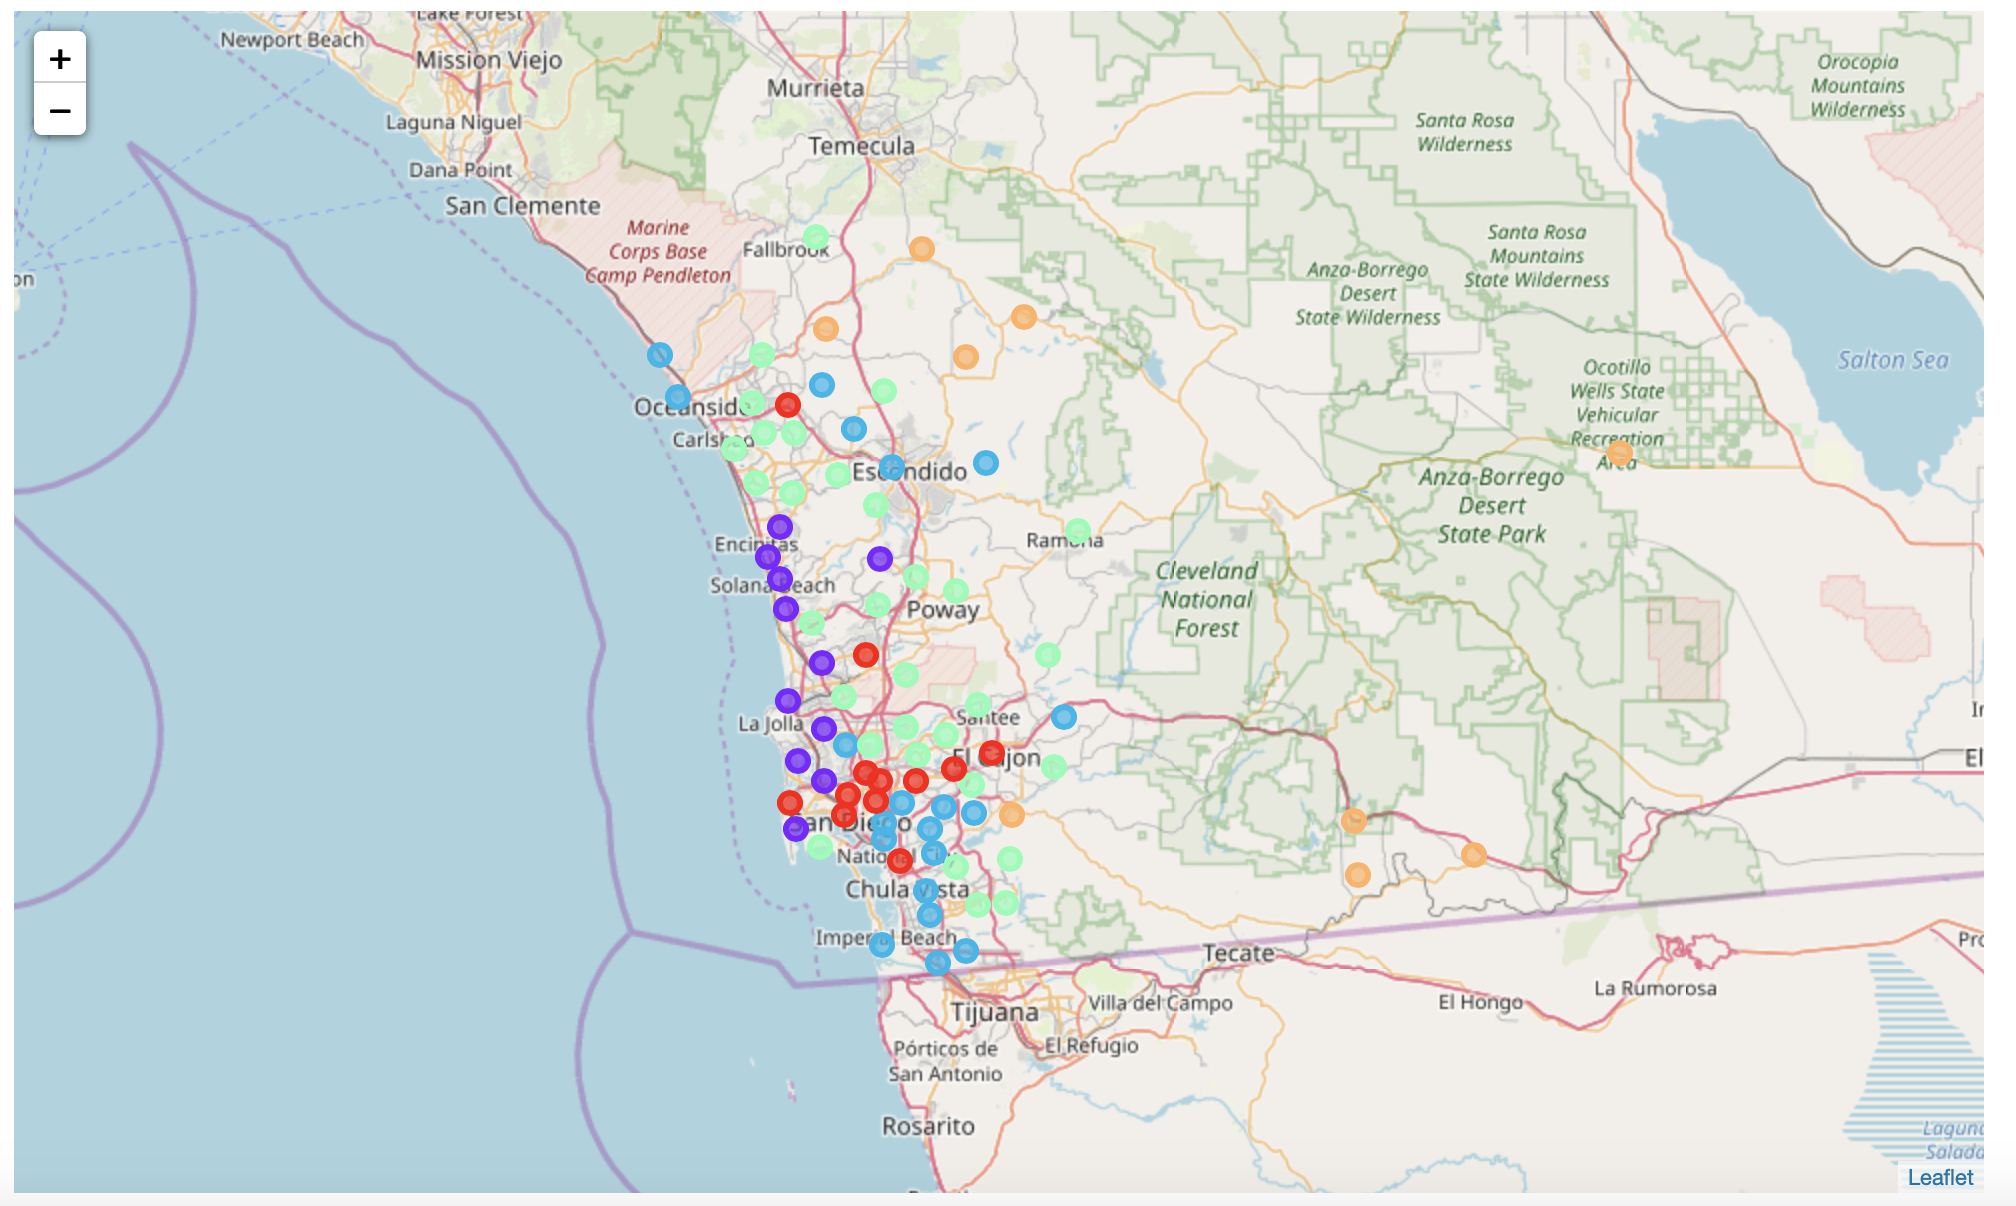 +
−
Lake Forest
Newport Beach
Mission Viejo
Laguna Niguel
Dana Point
San Clemente
Murrieta
Temecula
Marine
Corps Base
Camp Pendleton
Fallbrook
Santa Rosa
Wilderness
Orocopia
Mountains
Wilderness
Santa Rosa
Mountains
State Wilderness
Anza-Borrego
Desert
State Wilderness
Salton Sea
Ocotillo
Wells State
Vehicular
Recreation
Area
on
Oceanside
Carlsbad
Escondido
Anza-Borrego
Desert
State Park
Encinitas
Solana Beach
Ramona
Poway
Cleveland
National
Forest
La Jolla
Santee
El Cajon
El
San Diego
National City
Chula Vista
Imperial Beach
Tecate
Tijuana
Villa del Campo
El Hongo
La Rumorosa
El Refugio
Pórticos de
San Antonio
Rosarito
Laguna
Salada
Leaflet